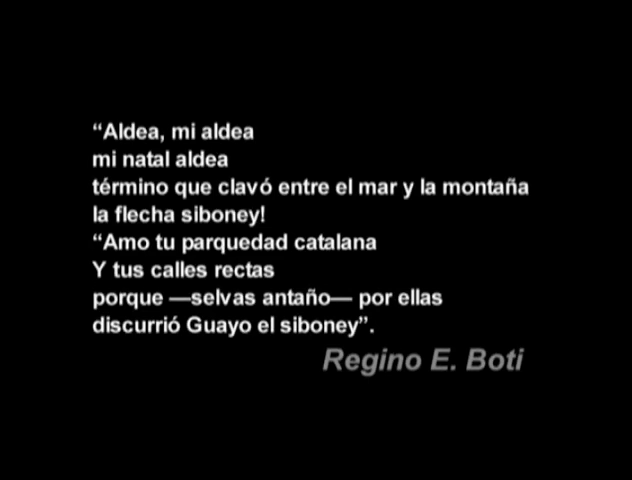 “Aldea, mi aldea
mi natal aldea
término que clavó entre el mar y la montaña
la flecha siboney!
“Amo tu parquedad catalana
Y tus calles rectas
porque —selvas antaño— por ellas
discurrió Guayo el siboney”.
Regino E. Boti